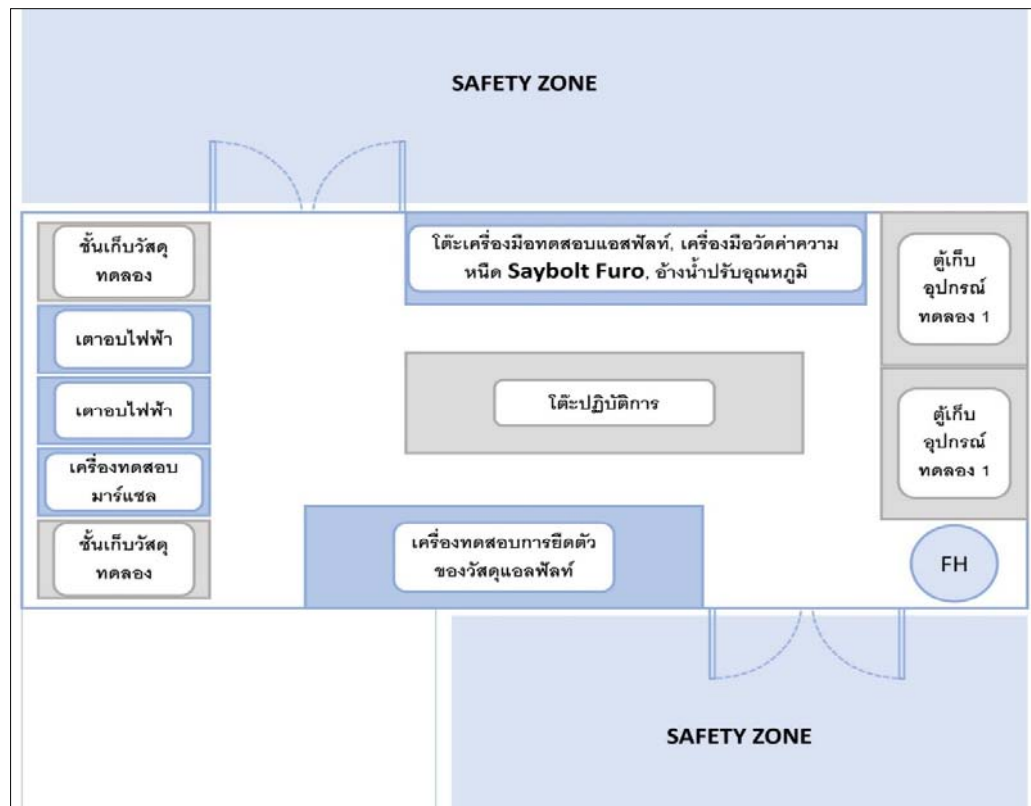 SAFETY ZONE
ชั้นเก็บวัสดุ
ทดลอง
โต๊ะเครื่องมือทดสอบแอสฟัลท์, เครื่องมือวัดค่าความ
หนืด Saybolt Furo, อ่างน้ำปรับอุณหภูมิ
ตู้เก็บ
อุปกรณ์
ทดลอง 1
เตาอบไฟฟ้า
เตาอบไฟฟ้า
โต๊ะปฏิบัติการ
ตู้เก็บ
อุปกรณ์
ทดลอง 1
เครื่องทดสอบ
มาร์แชล
ชั้นเก็บวัสดุ
ทดลอง
เครื่องทดสอบการยืดตัว
ของวัสดุแอลฟัลท์
FH
SAFETY ZONE